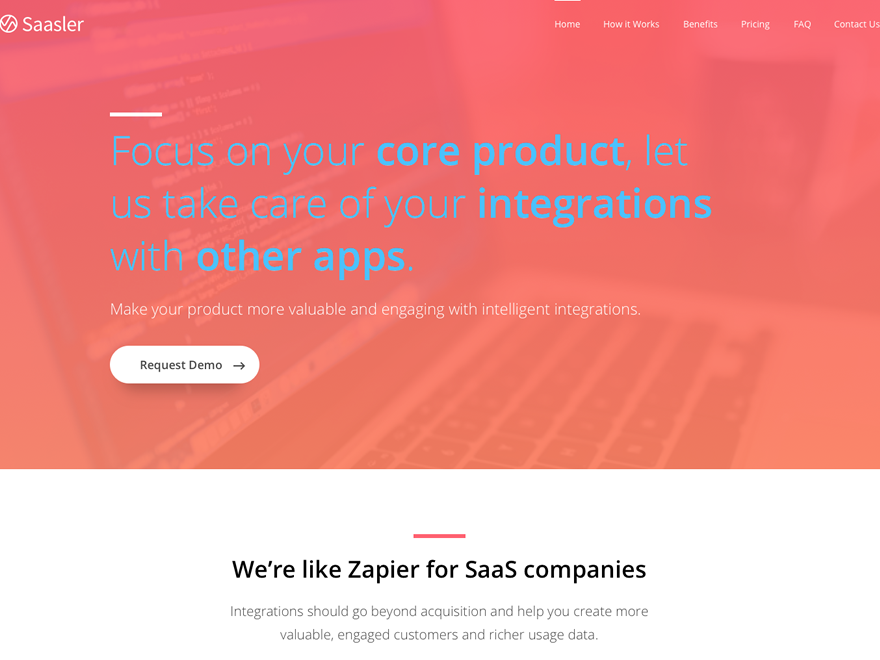 Saasler
Home How it Works Benefits Pricing FAQ Contact Us
Focus on your core product, let
us take care of your integrations
with other apps.
Make your product more valuable and engaging with intelligent integrations.
Request Demo →
We’re like Zapier for SaaS companies
Integrations should go beyond acquisition and help you create more
valuable, engaged customers and richer usage data.